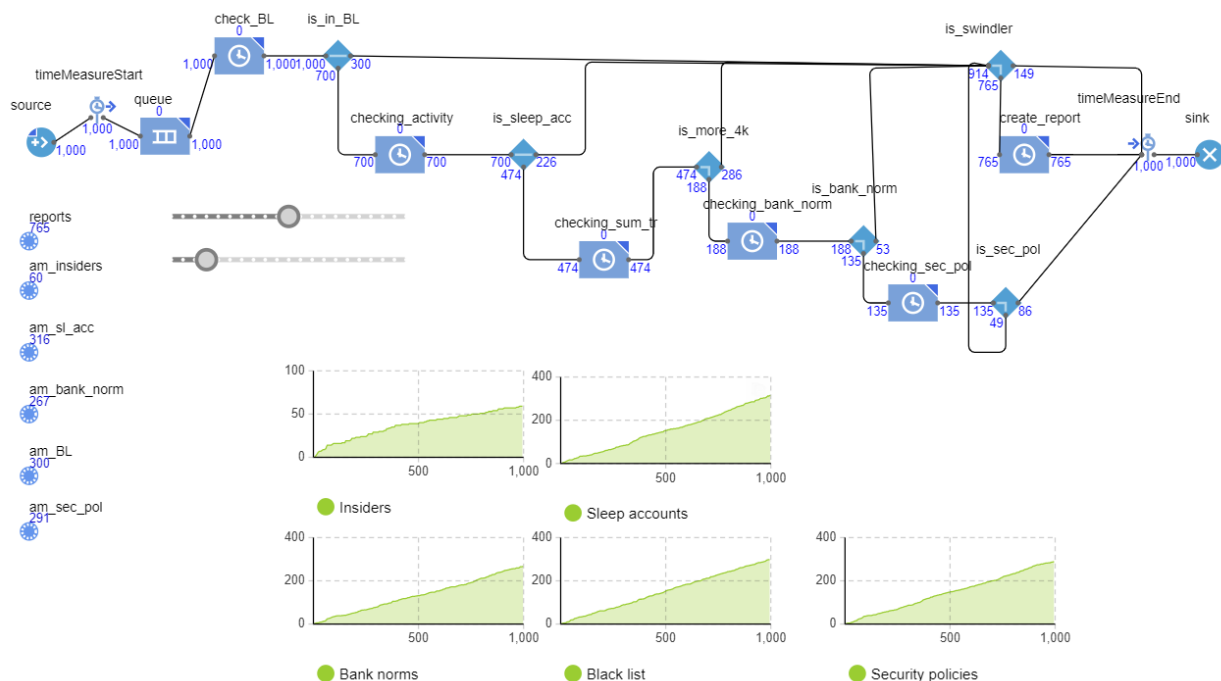 check_BL
0
is_in_BL
is_swindler
1,000
1,000
1,000
300
700
914
149
765
timeMeasureStart
queue
0
source
1,000
1,000
1,000
1,000
checking_activity
0
700
700
is_sleep_acc
700
226
474
is_more_4k
474
286
188
timeMeasureEnd
create_report
0
765
765
1,000
sink
1,000
checking_sum_tr
0
474
474
checking_bank_norm
0
188
188
is_bank_norm
188
53
135
checking_sec_pol
0
135
135
is_sec_pol
135
86
49
reports
765
am_insiders
60
am_sl_acc
316
am_bank_norm
267
am_BL
300
am_sec_pol
291
100
50
0
500
1,000
Insiders
400
200
0
500
1,000
Sleep accounts
400
200
0
500
1,000
Bank norms
400
200
0
500
1,000
Black list
400
200
0
500
1,000
Security policies